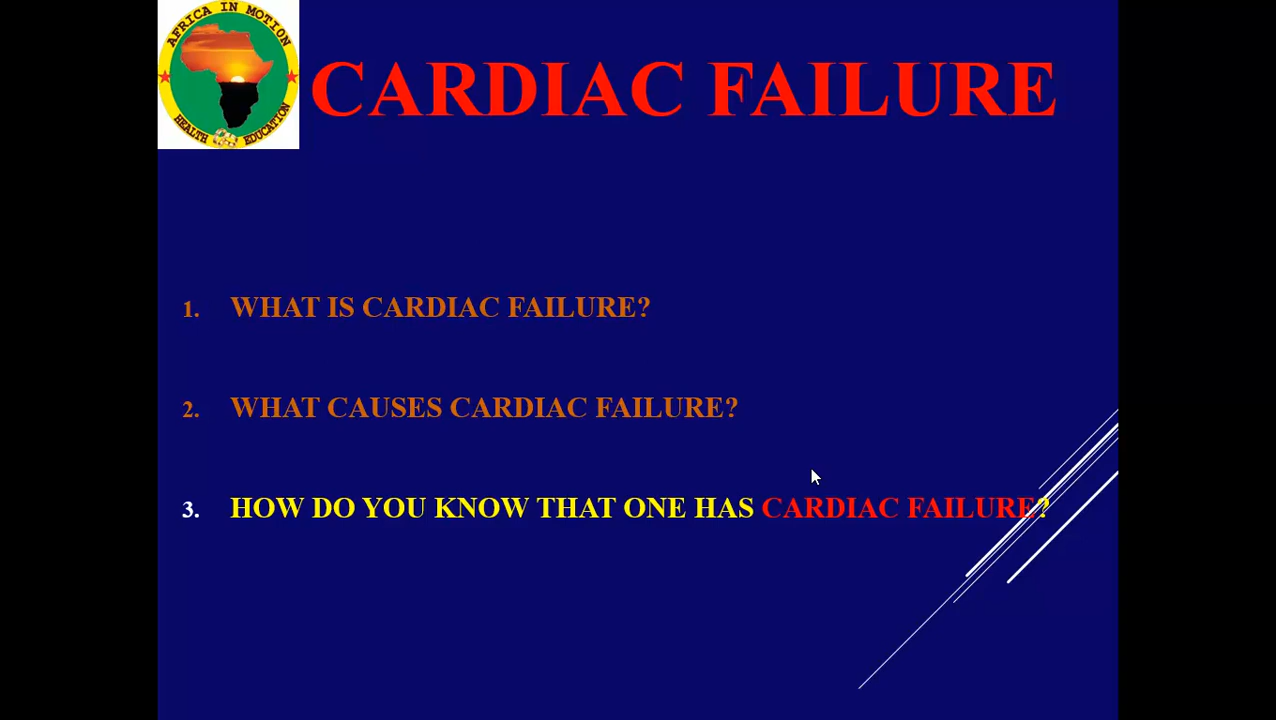 AFRICA IN MOTION
HEALTH EDUCATION
CARDIAC FAILURE
1. WHAT IS CARDIAC FAILURE?
2. WHAT CAUSES CARDIAC FAILURE?
3. HOW DO YOU KNOW THAT ONE HAS CARDIAC FAILURE?